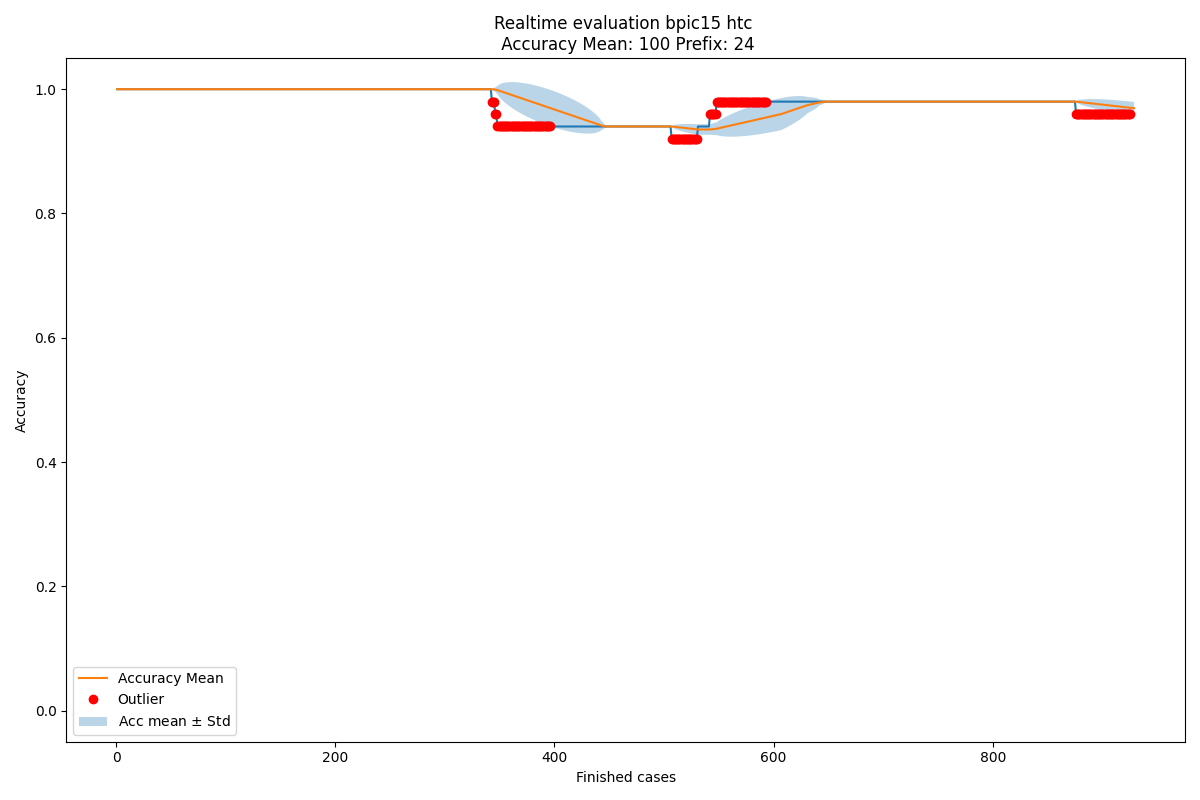 Realtime evaluation bpic15 htc
Accuracy Mean: 100 Prefix: 24
1.0
0.8
0.6
0.4
0.2
0.0
Accuracy
Accuracy Mean
Outlier
Acc mean ± Std
0 200 400 600 800
Finished cases